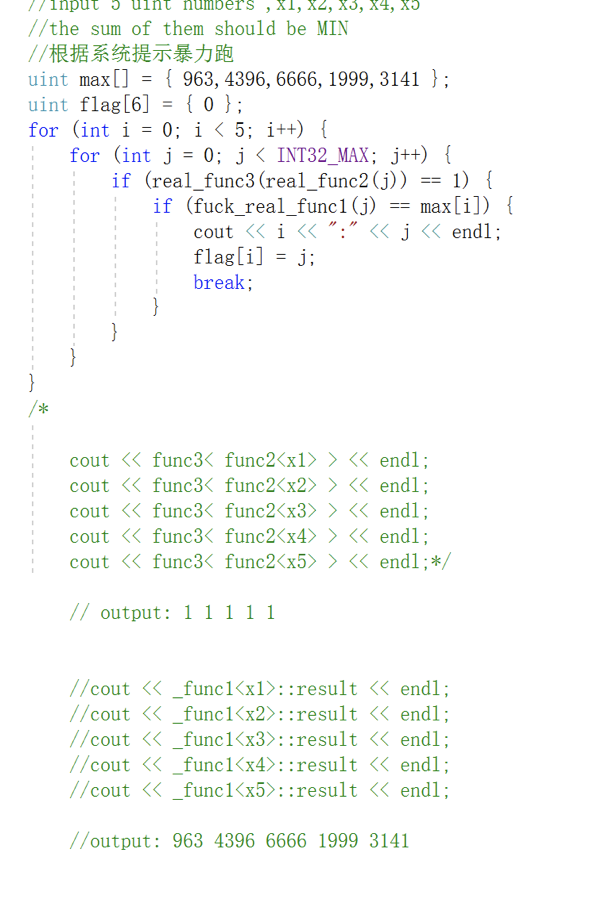 //input 5 uint numbers ,x1,x2,x3,x4,x5
//the sum of them should be MIN
//根据系统提示暴力跑
uint max[] = { 963,4396,6666,1999,3141 };
uint flag[6] = { 0 };
for (int i = 0; i < 5; i++) {
for (int j = 0; j < INT32_MAX; j++) {
if (real_func3(real_func2(j)) == 1) {
if (fuck_real_func1(j) == max[i]) {
cout << i << ":" << j << endl;
flag[i] = j;
break;
}
}
}
}
/*
cout << func3< func2<x1> > << endl;
cout << func3< func2<x2> > << endl;
cout << func3< func2<x3> > << endl;
cout << func3< func2<x4> > << endl;
cout << func3< func2<x5> > << endl;*/
// output: 1 1 1 1 1
//cout << _func1<x1>::result << endl;
//cout << _func1<x2>::result << endl;
//cout << _func1<x3>::result << endl;
//cout << _func1<x4>::result << endl;
//cout << _func1<x5>::result << endl;
//output: 963 4396 6666 1999 3141